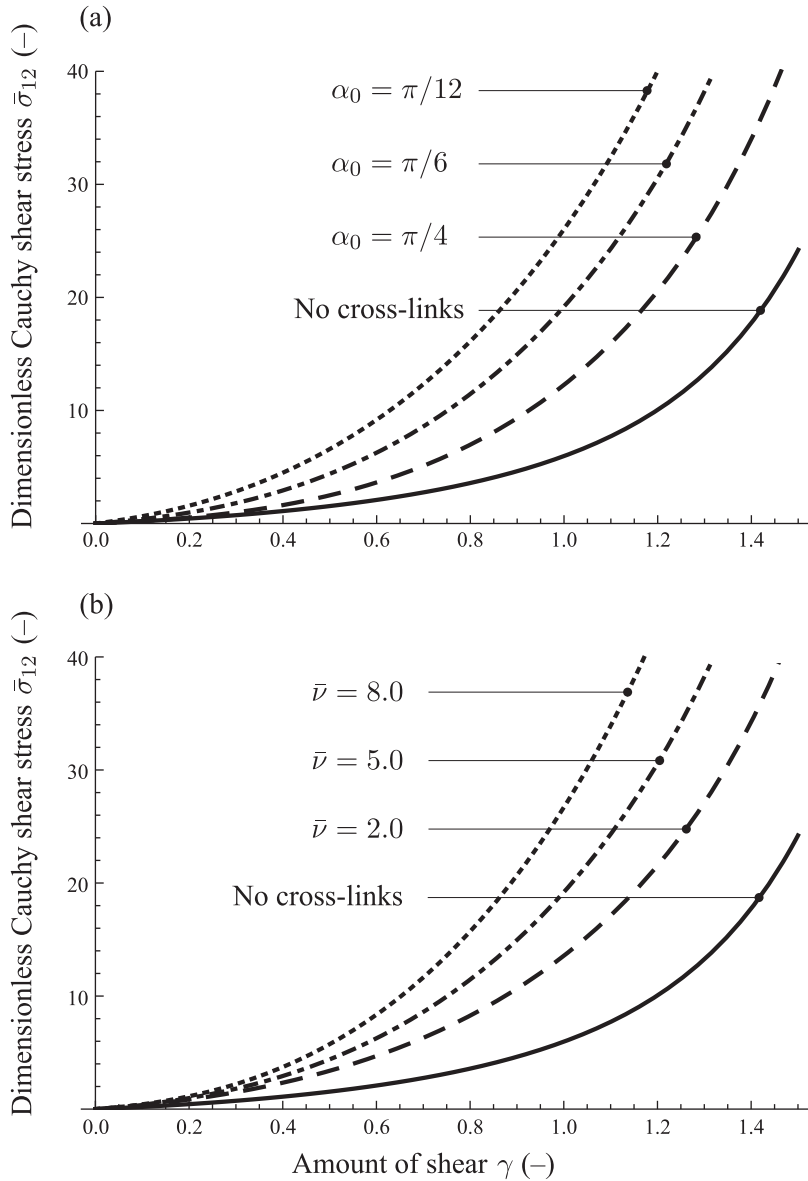 (a)
Dimensionless Cauchy shear stress σ̄₁₂ (–)
40
30
20
10
α₀ = π/12
α₀ = π/6
α₀ = π/4
No cross-links
0.0 0.2 0.4 0.6 0.8 1.0 1.2 1.4
(b)
Dimensionless Cauchy shear stress σ̄₁₂ (–)
40
30
20
10
ν̄ = 8.0
ν̄ = 5.0
ν̄ = 2.0
No cross-links
0.0 0.2 0.4 0.6 0.8 1.0 1.2 1.4
Amount of shear γ (–)